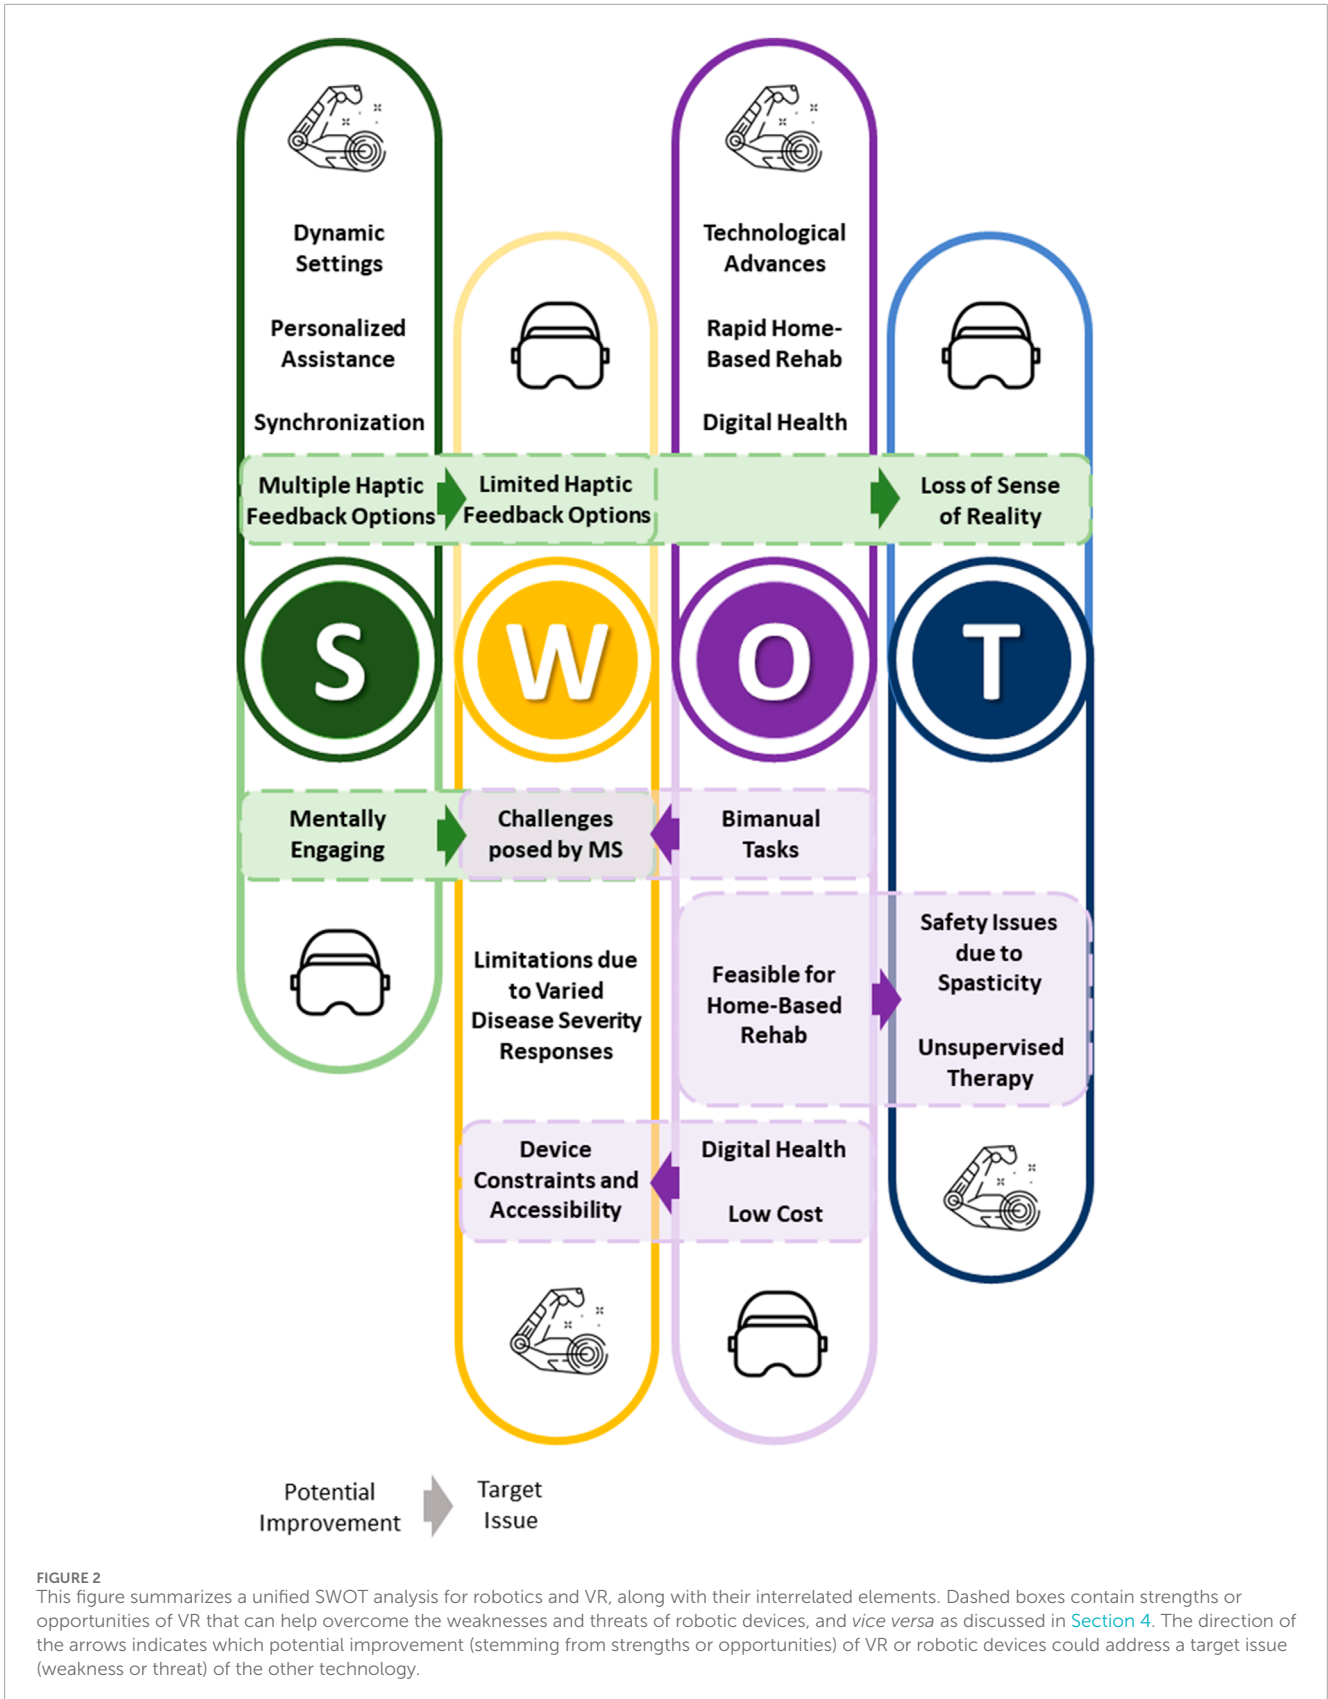 Dynamic
Settings
Personalized
Assistance
Synchronization
Multiple Haptic
Feedback Options
Limited Haptic
Feedback Options
Technological
Advances
Rapid Home-
Based Rehab
Digital Health
Loss of Sense
of Reality
S
W
O
T
Mentally
Engaging
Challenges
posed by MS
Bimanual
Tasks
Limitations due
to Varied
Disease Severity
Responses
Feasible for
Home-Based
Rehab
Safety Issues
due to
Spasticity
Unsupervised
Therapy
Device
Constraints and
Accessibility
Digital Health
Low Cost
Potential
Improvement
Target
Issue
FIGURE 2
This figure summarizes a unified SWOT analysis for robotics and VR, along with their interrelated elements. Dashed boxes contain strengths or
opportunities of VR that can help overcome the weaknesses and threats of robotic devices, and vice versa as discussed in Section 4. The direction of
the arrows indicates which potential improvement (stemming from strengths or opportunities) of VR or robotic devices could address a target issue
(weakness or threat) of the other technology.